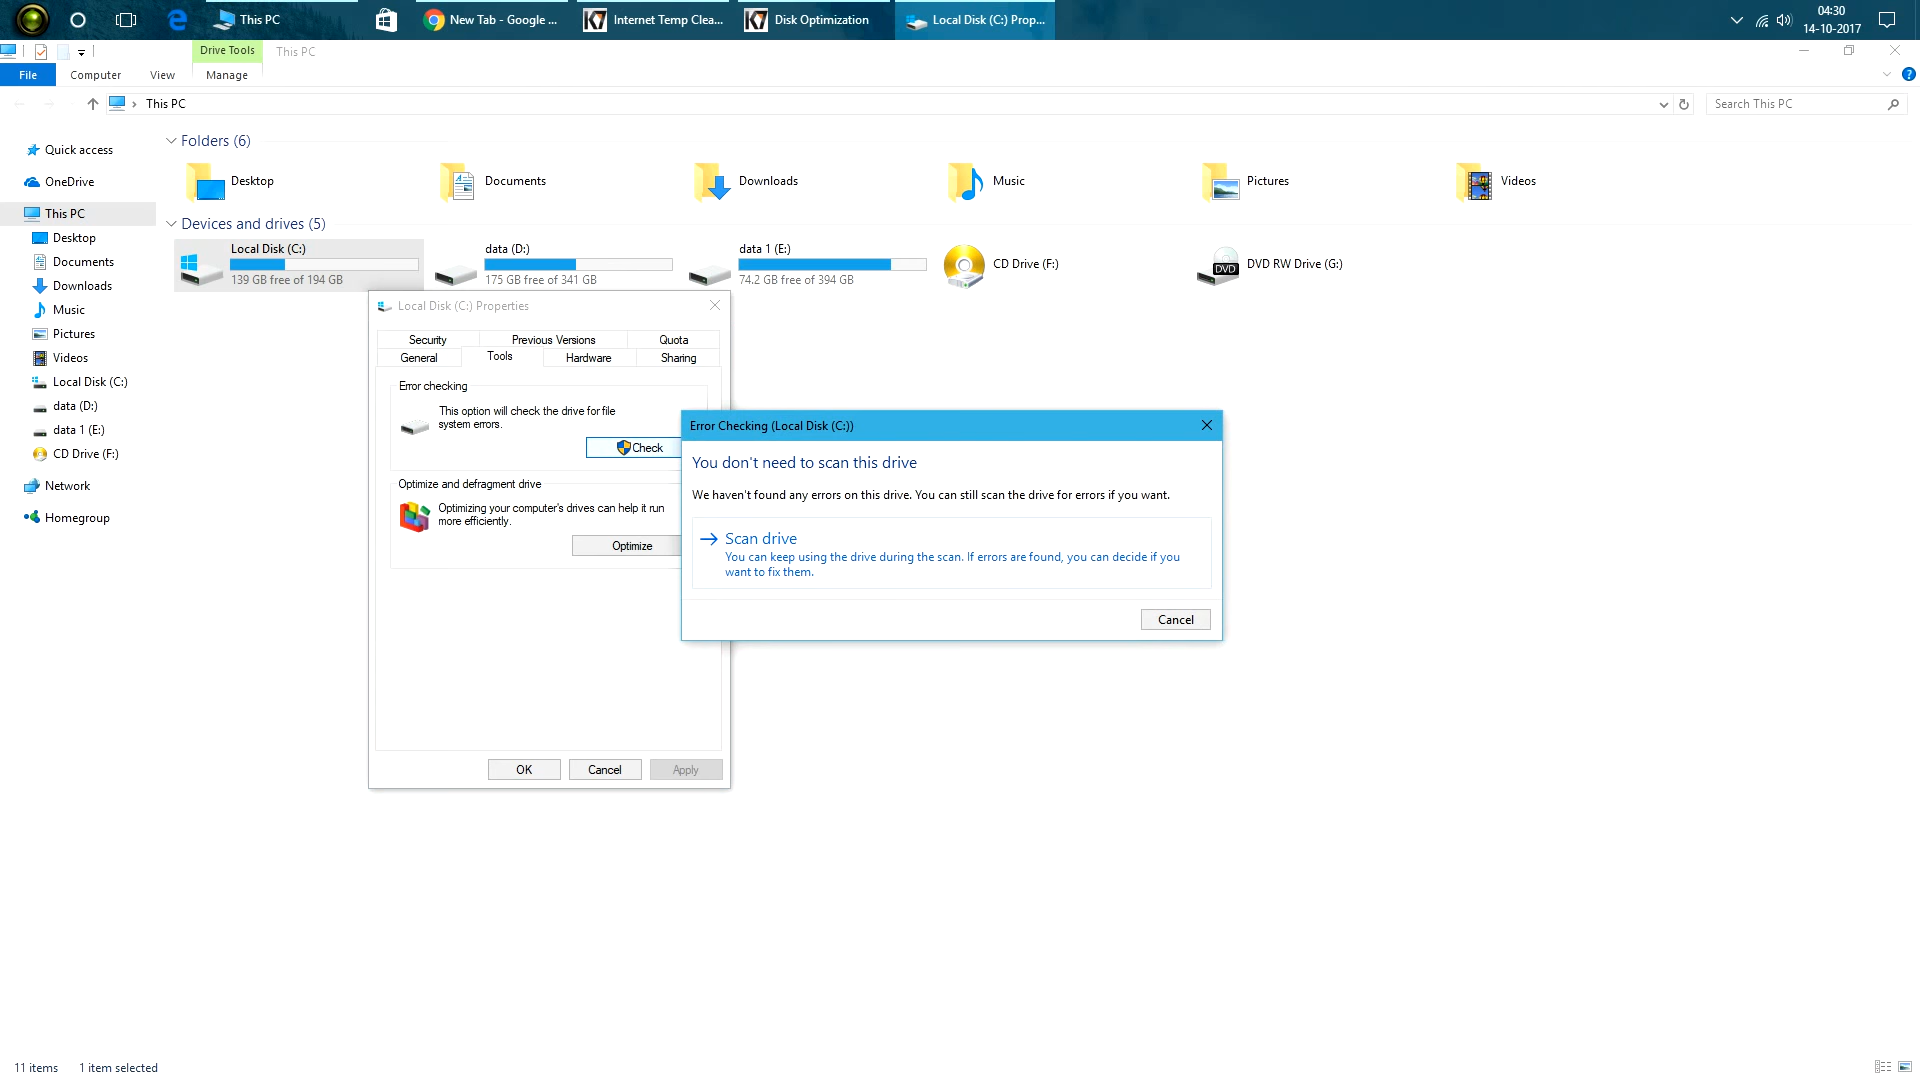 This PC
New Tab - Google ...
Internet Temp Clea...
Disk Optimization
Local Disk (C:) Prop...
04:30
14-10-2017
Drive Tools
This PC
File
Computer
View
Manage
This PC
Search This PC
Quick access
OneDrive
This PC
Desktop
Documents
Downloads
Music
Pictures
Videos
Local Disk (C:)
data (D:)
data 1 (E:)
CD Drive (F:)
Network
Homegroup
Folders (6)
Desktop
Documents
Downloads
Music
Pictures
Videos
Devices and drives (5)
Local Disk (C:)
139 GB free of 194 GB
data (D:)
175 GB free of 341 GB
data 1 (E:)
74.2 GB free of 394 GB
CD Drive (F:)
DVD
DVD RW Drive (G:)
Local Disk (C:) Properties
Security
Previous Versions
Quota
General
Tools
Hardware
Sharing
Error checking
This option will check the drive for file
system errors.
Check
Optimize and defragment drive
Optimizing your computer's drives can help it run
more efficiently.
Optimize
OK
Cancel
Apply
Error Checking (Local Disk (C:))
You don't need to scan this drive
We haven't found any errors on this drive. You can still scan the drive for errors if you want.
Scan drive
You can keep using the drive during the scan. If errors are found, you can decide if you
want to fix them.
Cancel
11 items
1 item selected